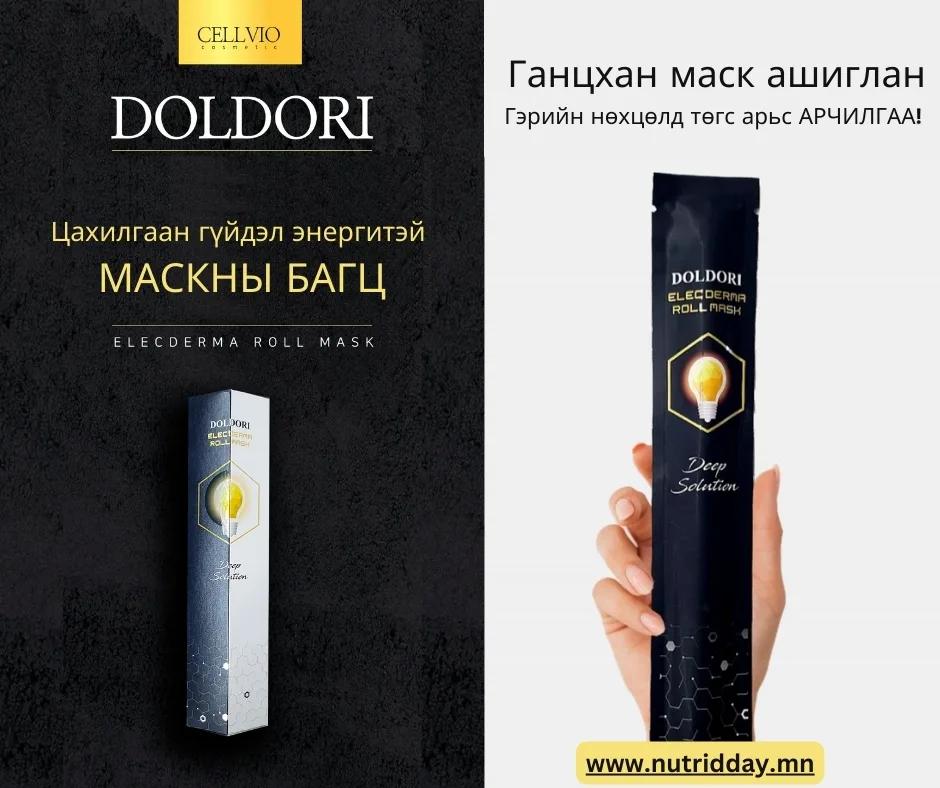 CELLVIO
cosmetic
DOLDORI
Цахилгаан гүйдэл энергитэй
МАСКНЫ БАГЦ
ELECDERMA ROLL MASK
DOLDORI
ELECDERMA
ROLL MASK
Deep
Solution
Ганцхан маск ашиглан
Гэрийн нөхцөлд төгс арьс АРЧИЛГАА!
DOLDORI
ELECDERMA
ROLL MASK
Deep
Solution
www.nutridday.mn